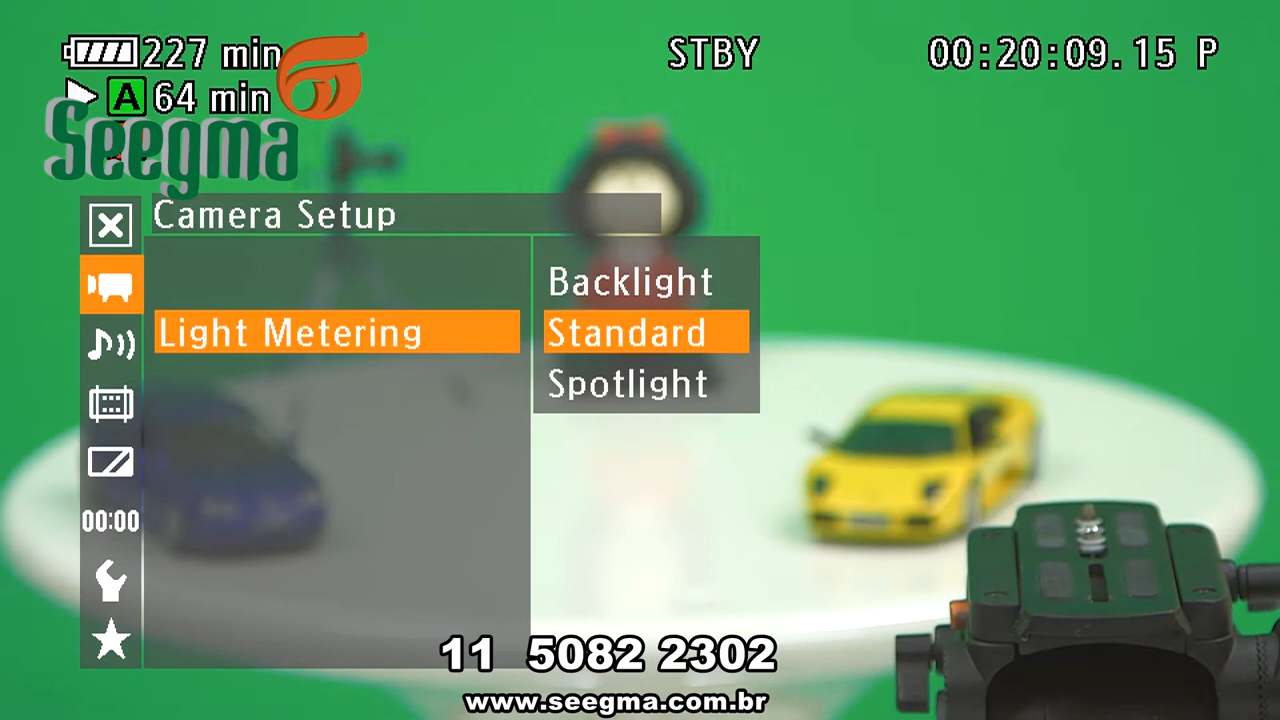 227 min
STBY
00:20:09.15 P
A 64 min
Seegma
Camera Setup
Backlight
Light Metering
Standard
Spotlight
00:00
11 5082 2302
www.seegma.com.br